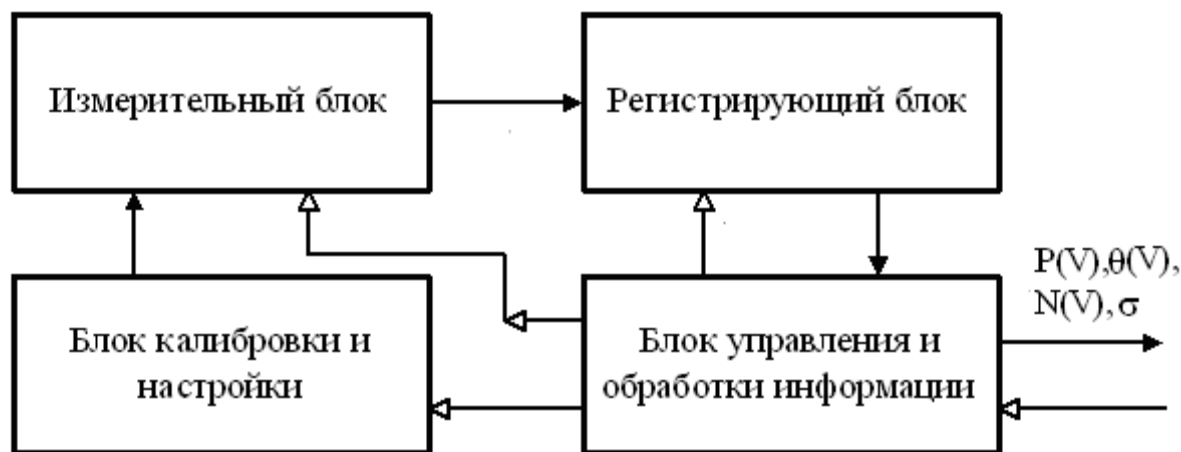 Измерительный блок
Регистрирующий блок
P(V),θ(V),
N(V), σ
Блок калибровки и
настройки
Блок управления и
обработки информации